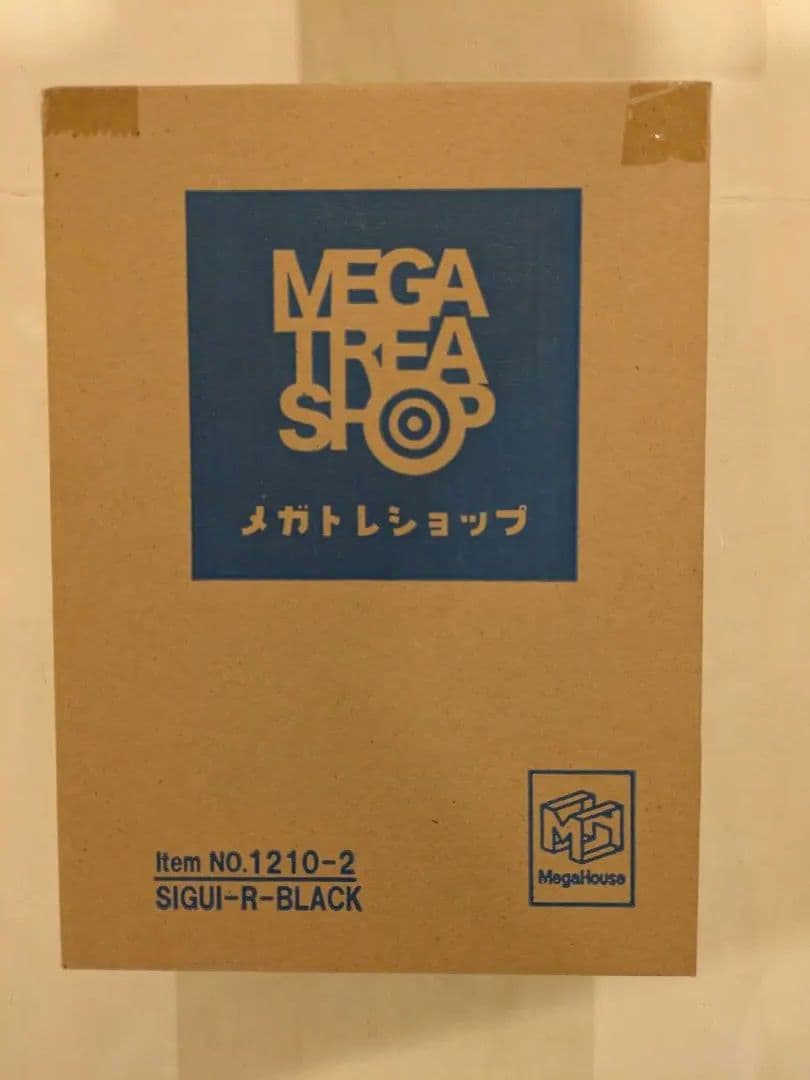 MEGA
TREA
SHOP
メガトレショップ
Item NO.1210-2
SIGUI-R-BLACK
MegaHouse